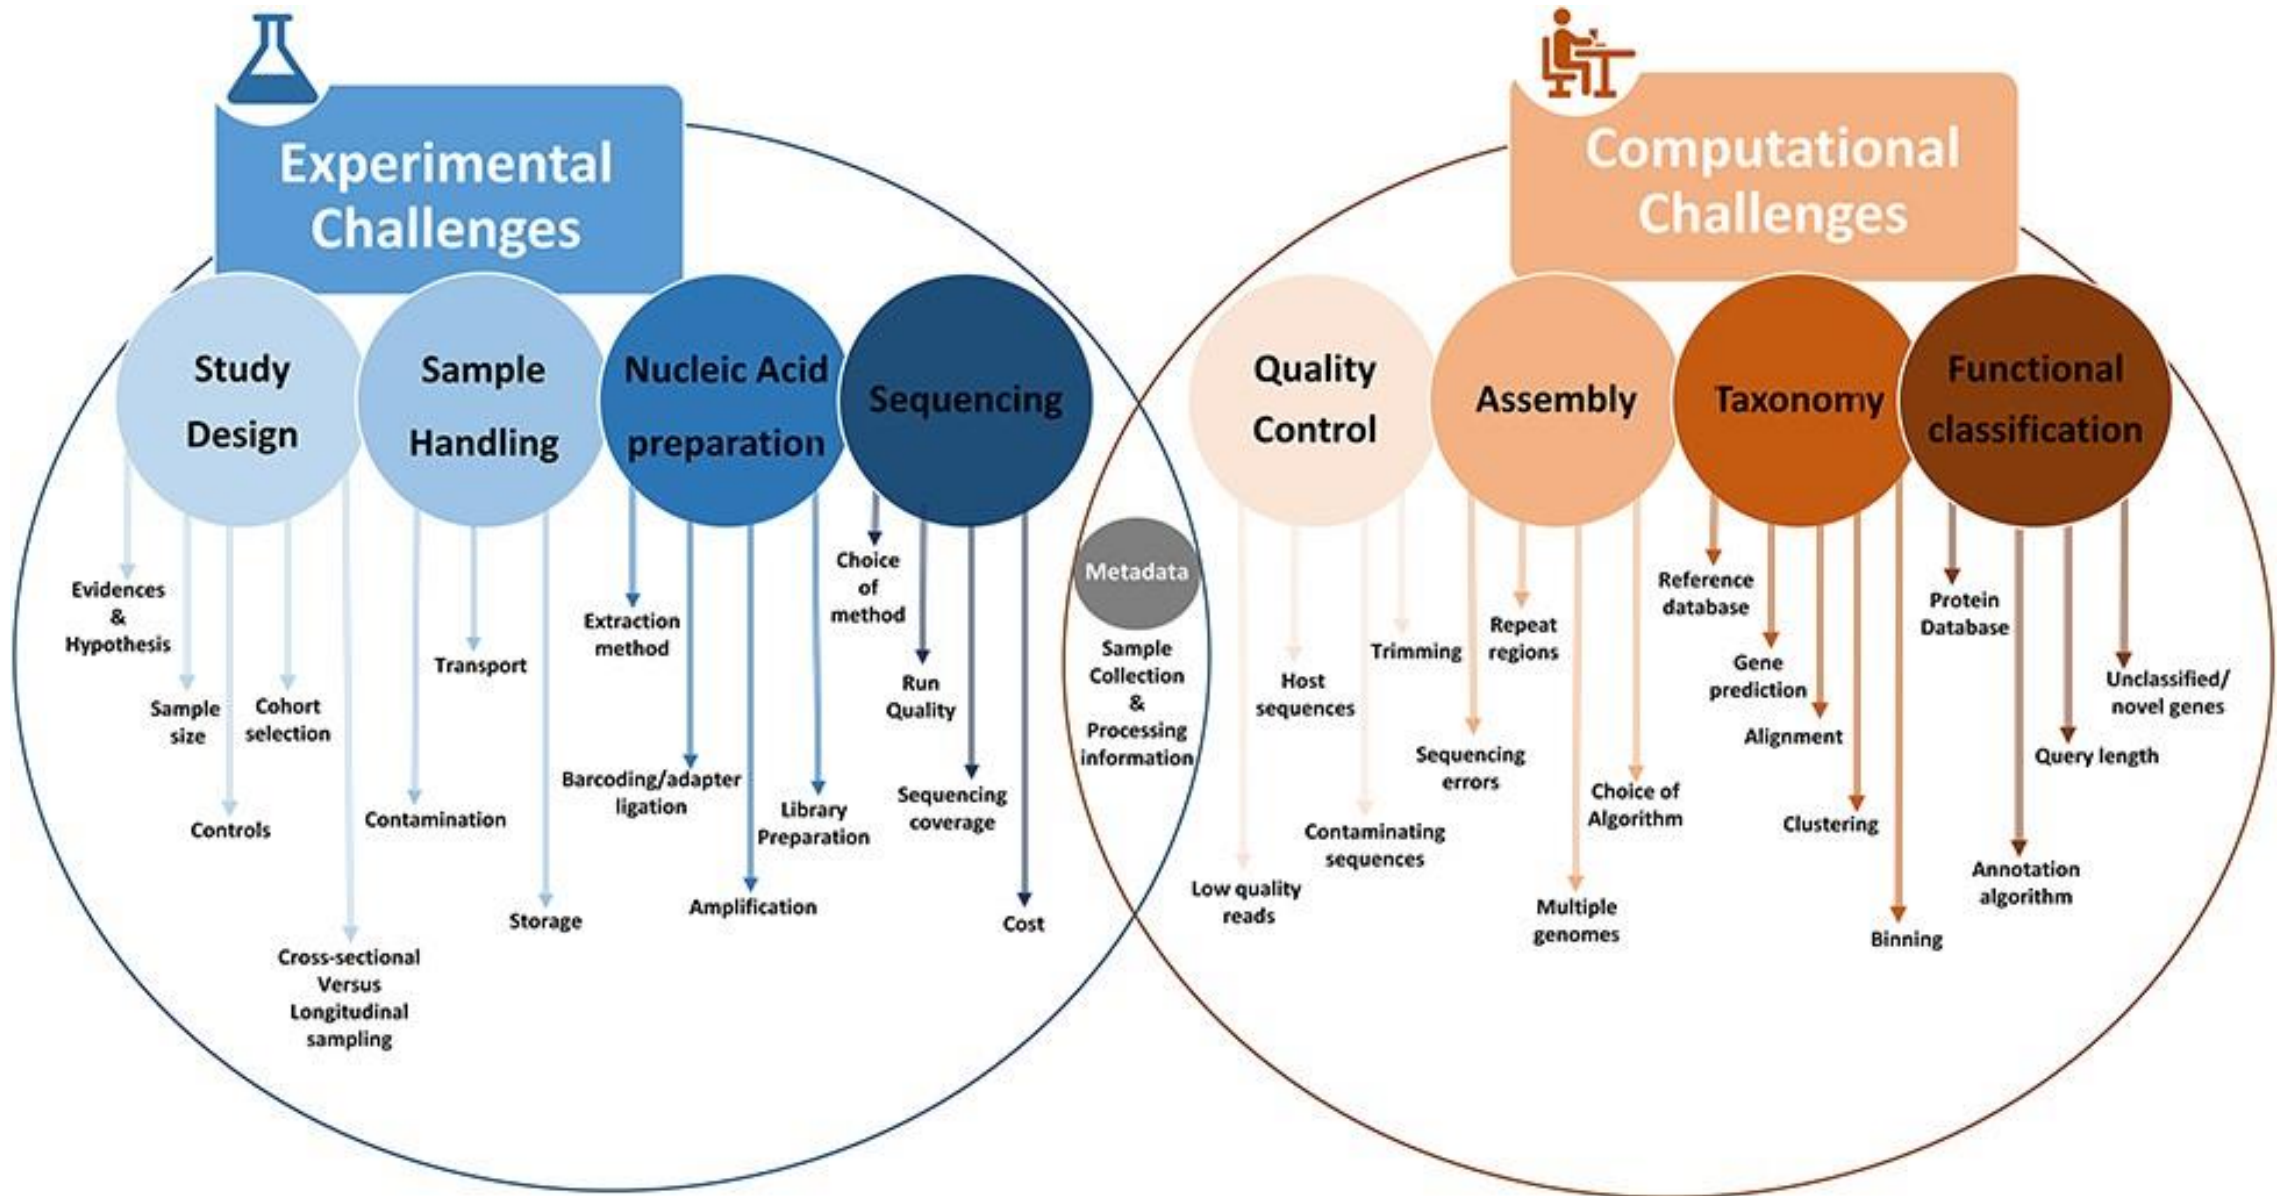 Experimental
Challenges
Computational
Challenges
Study
Design
Sample
Handling
Nucleic Acid
preparation
Sequencing
Quality
Control
Assembly
Taxonomy
Functional
classification
Evidences
&
Hypothesis
Sample
size
Controls
Cohort
selection
Cross-sectional
Versus
Longitudinal
sampling
Contamination
Transport
Storage
Extraction
method
Barcoding/adapter
ligation
Amplification
Library
Preparation
Choice
of
method
Run
Quality
Sequencing
coverage
Cost
Metadata
Sample
Collection
&
Processing
information
Low quality
reads
Host
sequences
Contaminating
sequences
Trimming
Sequencing
errors
Repeat
regions
Multiple
genomes
Choice of
Algorithm
Reference
database
Gene
prediction
Alignment
Clustering
Binning
Protein
Database
Annotation
algorithm
Query length
Unclassified/
novel genes